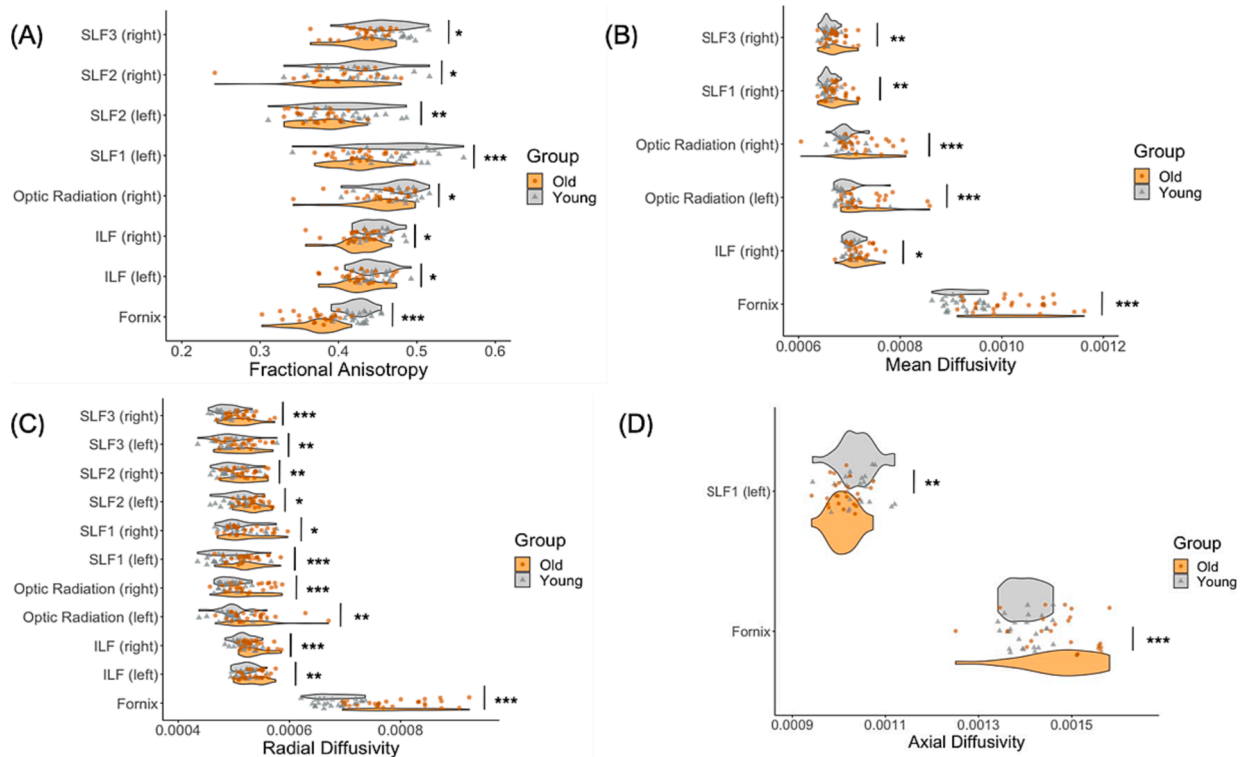 (A)
SLF3 (right)
*
SLF2 (right)
*
SLF2 (left)
**
SLF1 (left)
***
Optic Radiation (right)
*
ILF (right)
*
ILF (left)
*
Fornix
***
0.2 0.3 0.4 0.5 0.6
Fractional Anisotropy
Group
Old
Young
(B)
SLF3 (right)
**
SLF1 (right)
**
Optic Radiation (right)
***
Optic Radiation (left)
***
ILF (right)
*
Fornix
***
0.0006 0.0008 0.0010 0.0012
Mean Diffusivity
Group
Old
Young
(C)
SLF3 (right)
***
SLF3 (left)
**
SLF2 (right)
**
SLF2 (left)
*
SLF1 (right)
*
SLF1 (left)
***
Optic Radiation (right)
***
Optic Radiation (left)
**
ILF (right)
***
ILF (left)
**
Fornix
***
0.0004 0.0006 0.0008
Radial Diffusivity
Group
Old
Young
(D)
SLF1 (left)
**
Fornix
***
0.0009 0.0011 0.0013 0.0015
Axial Diffusivity
Group
Old
Young